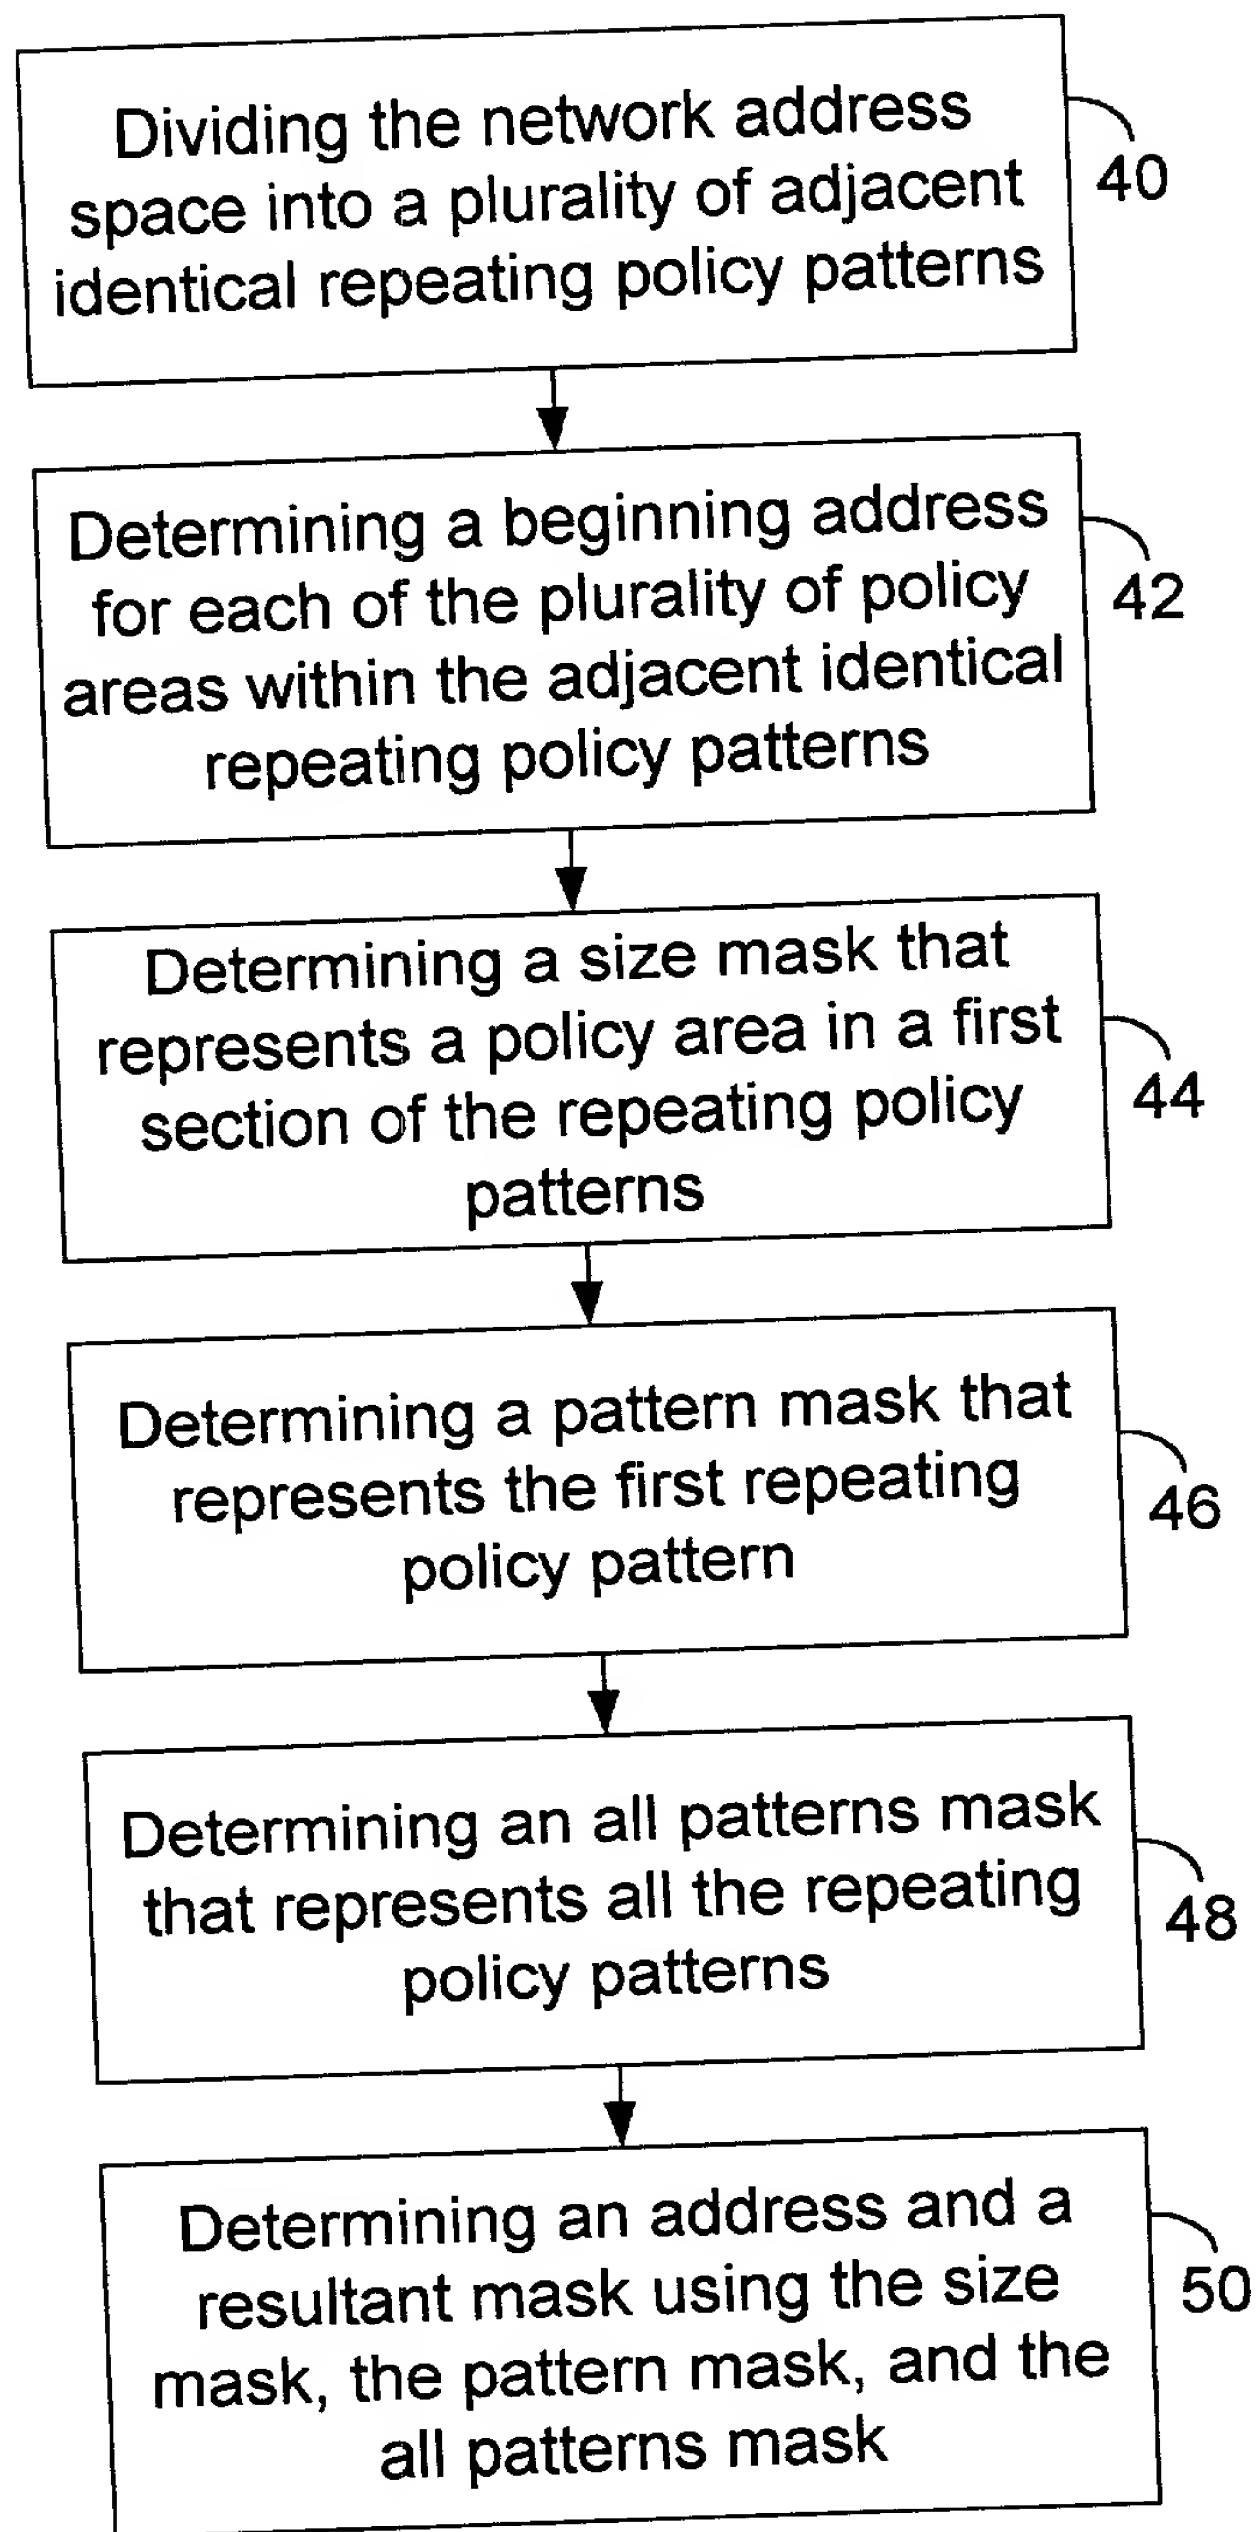 Dividing the network address
space into a plurality of adjacent
identical repeating policy patterns
40
Determining a beginning address
for each of the plurality of policy
areas within the adjacent identical
repeating policy patterns
42
Determining a size mask that
represents a policy area in a first
section of the repeating policy
patterns
44
Determining a pattern mask that
represents the first repeating
policy pattern
46
Determining an all patterns mask
that represents all the repeating
policy patterns
48
Determining an address and a
resultant mask using the size
mask, the pattern mask, and the
all patterns mask
50